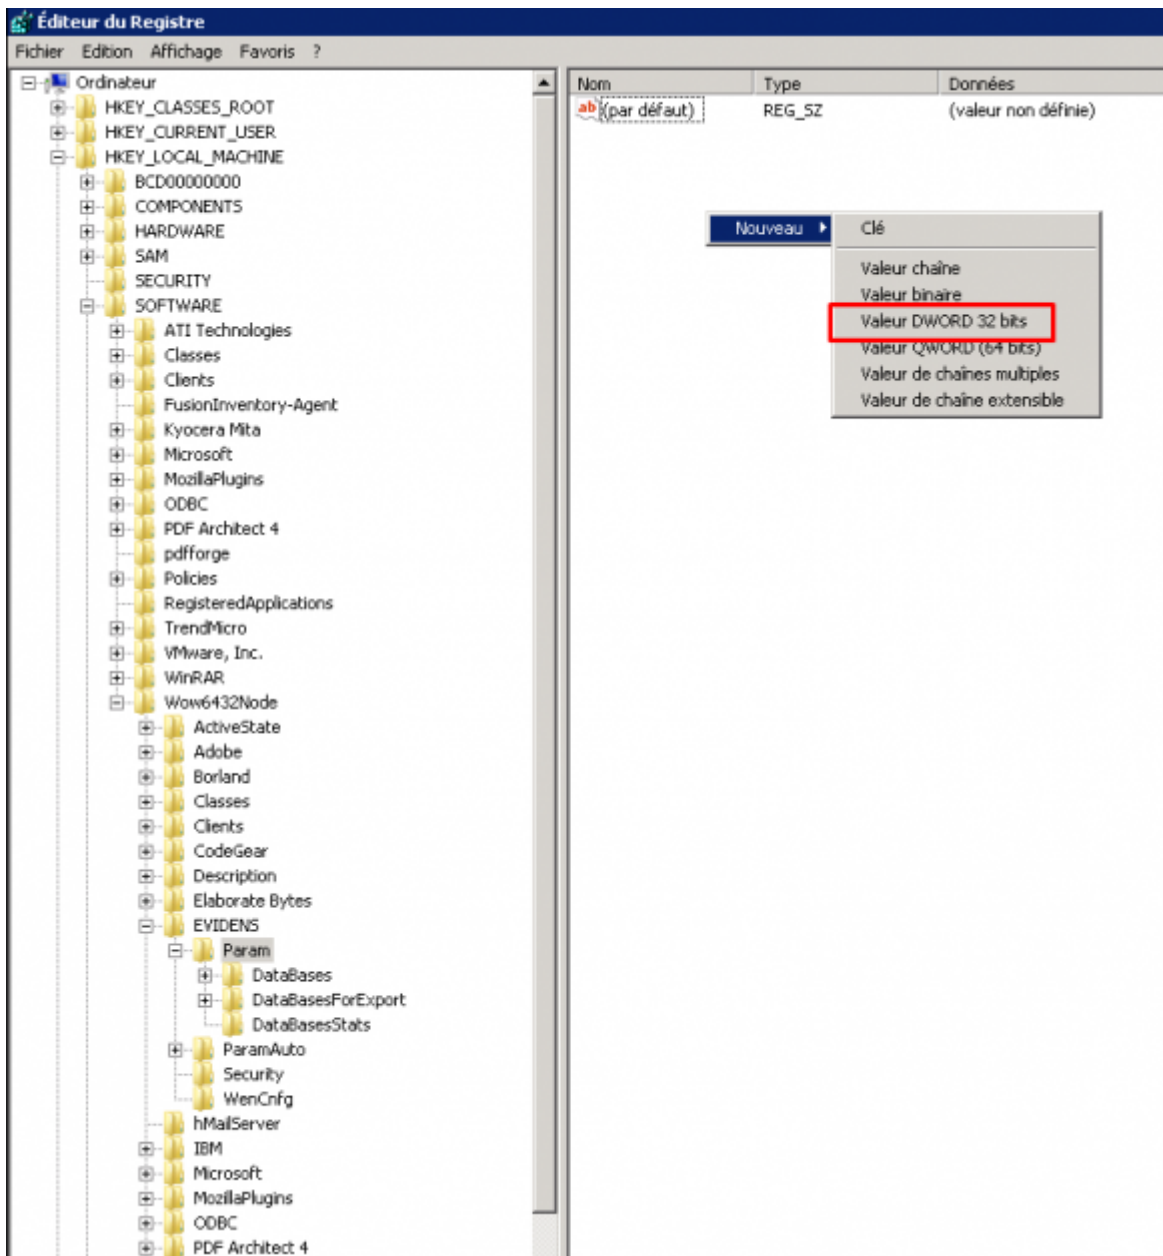 Éditeur du Registre
Fichier Edition Affichage Favoris ?
Ordinateur
HKEY_CLASSES_ROOT
HKEY_CURRENT_USER
HKEY_LOCAL_MACHINE
BCD00000000
COMPONENTS
HARDWARE
SAM
SECURITY
SOFTWARE
ATI Technologies
Classes
Clients
FusionInventory-Agent
Kyocera Mita
Microsoft
MozillaPlugins
ODBC
PDF Architect 4
pdfforge
Policies
RegisteredApplications
TrendMicro
VMware, Inc.
WinRAR
Wow6432Node
ActiveState
Adobe
Borland
Classes
Clients
CodeGear
Description
Elaborate Bytes
EVIDENS
Param
DataBases
DataBasesForExport
DataBasesStats
ParamAuto
Security
WenCnfg
hMailServer
IBM
Microsoft
MozillaPlugins
ODBC
PDF Architect 4
Nom Type Données
ab (par défaut) REG_SZ (valeur non définie)
Nouveau
Clé
Valeur chaîne
Valeur binaire
Valeur DWORD 32 bits
Valeur QWORD (64 bits)
Valeur de chaînes multiples
Valeur de chaîne extensible